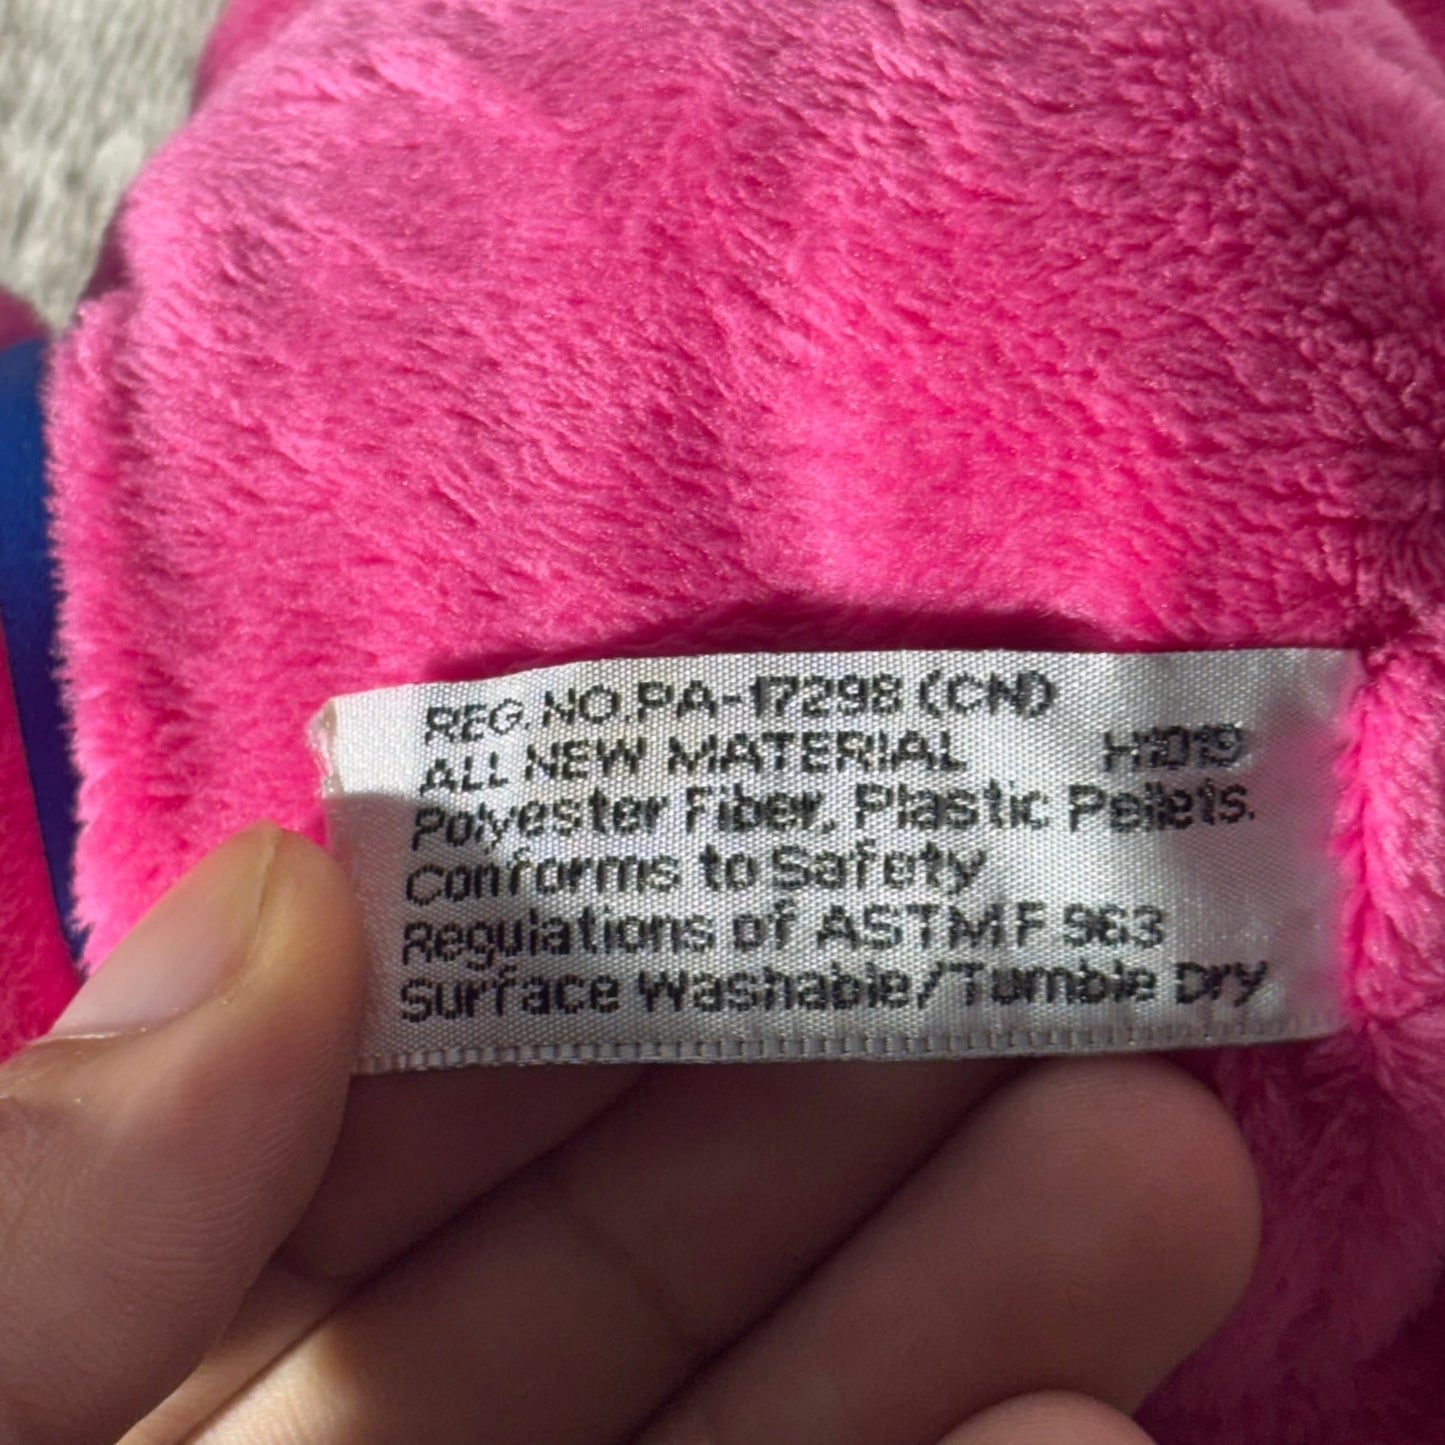 REG. NO. PA-17298 (CN)
ALL NEW MATERIAL H1019
Polyester Fiber, Plastic Pellets.
Conforms to Safety
Regulations of ASTM F 963
Surface Washable/Tumble Dry